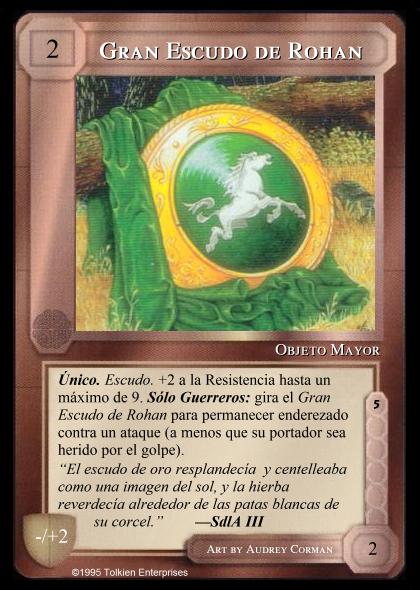 2
GRAN ESCUDO DE ROHAN
OBJETO MAYOR
Único. Escudo. +2 a la Resistencia hasta un
máximo de 9. Sólo Guerreros: gira el Gran
Escudo de Rohan para permanecer enderezado
contra un ataque (a menos que su portador sea
herido por el golpe).
"El escudo de oro resplandecía y centelleaba
como una imagen del sol, y la hierba
reverdecía alrededor de las patas blancas de
su corcel." —SdlA III
5
-/+2
ART BY AUDREY CORMAN
2
©1995 Tolkien Enterprises